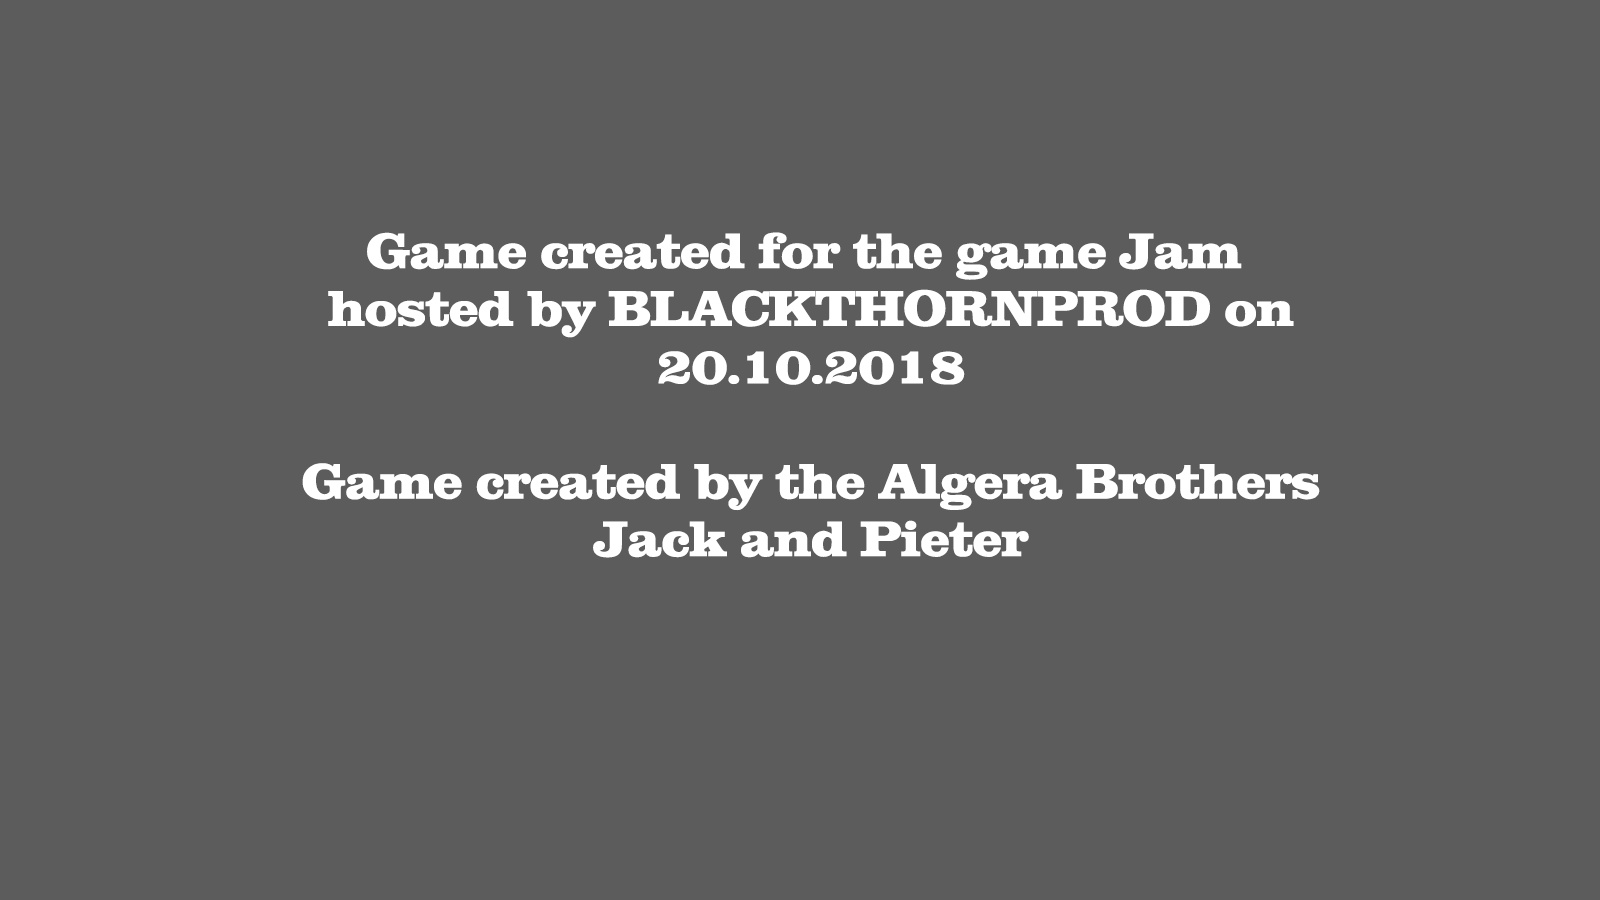 Game created for the game Jam
hosted by BLACKTHORNPROD on
20.10.2018
Game created by the Algera Brothers
Jack and Pieter